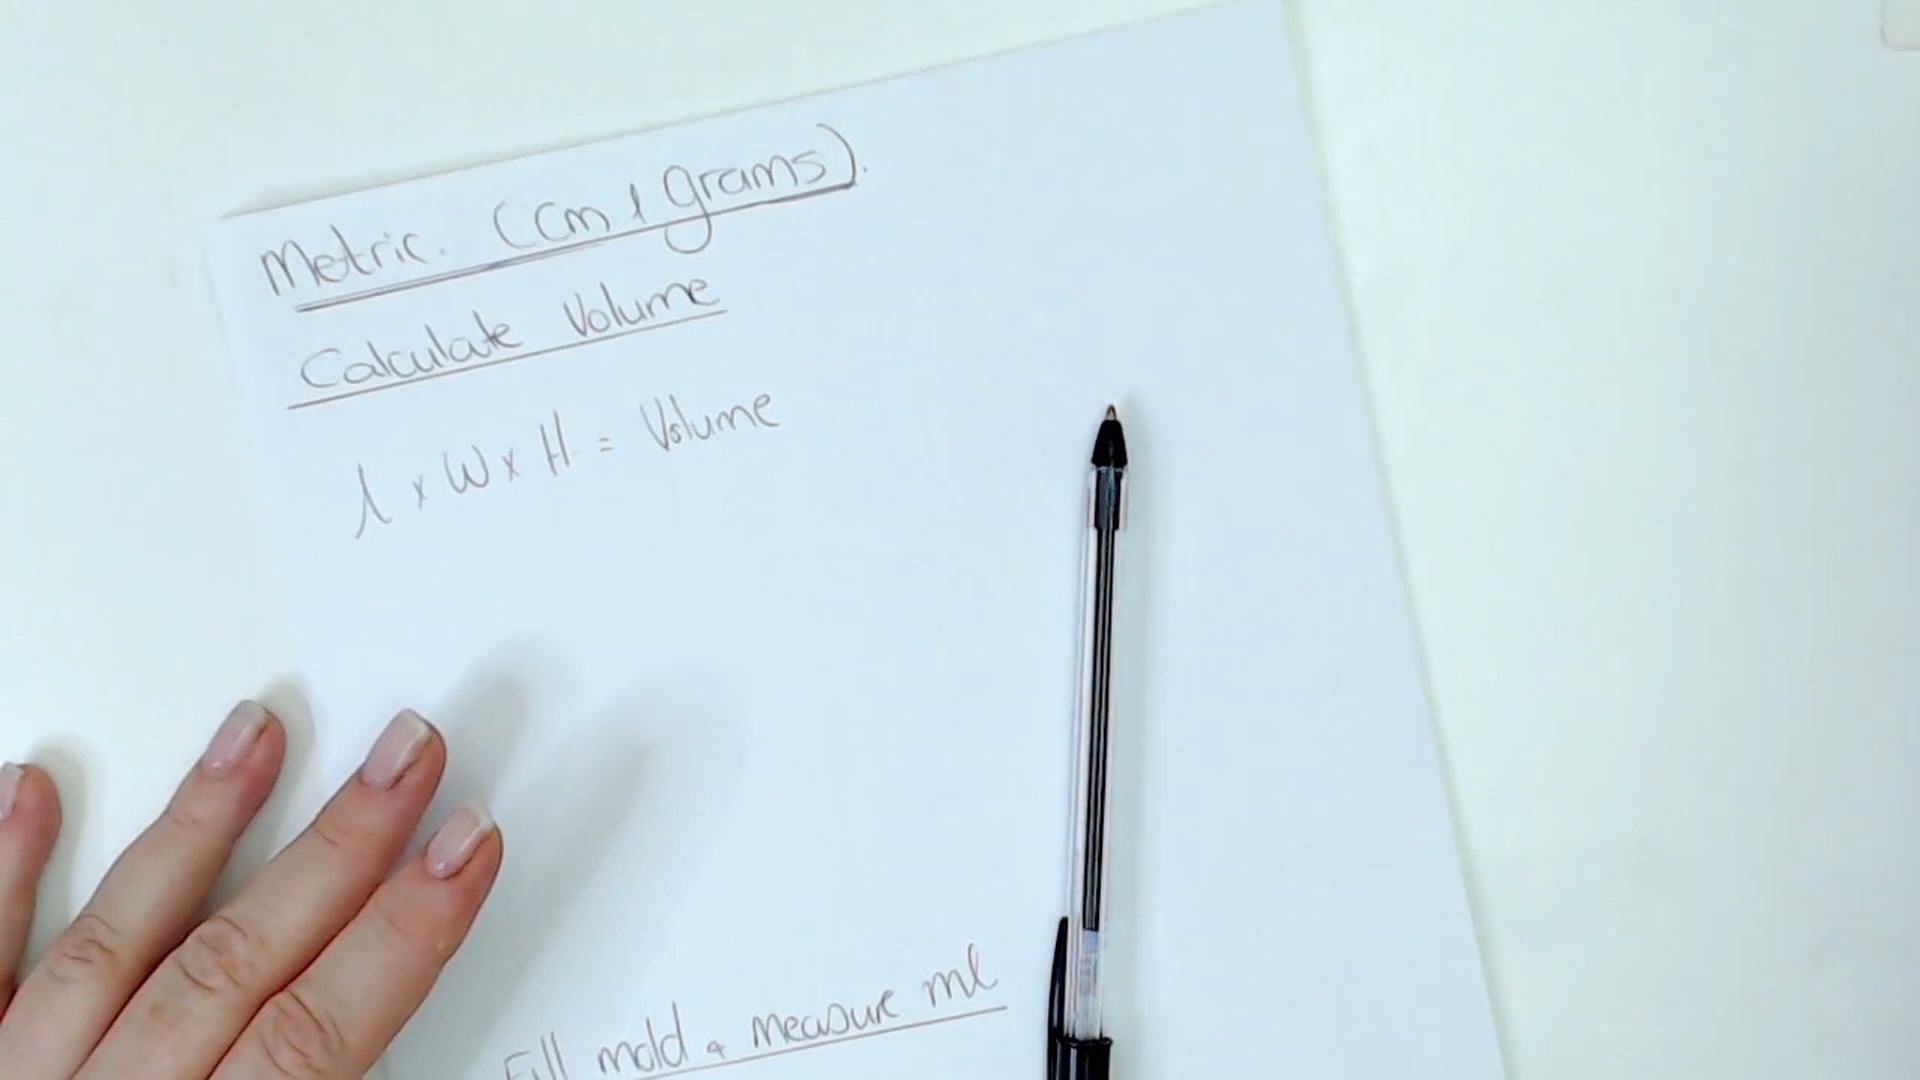 Metric. (Cm & grams).
Calculate Volume
L x W x H = Volume
Fill mold & measure ml